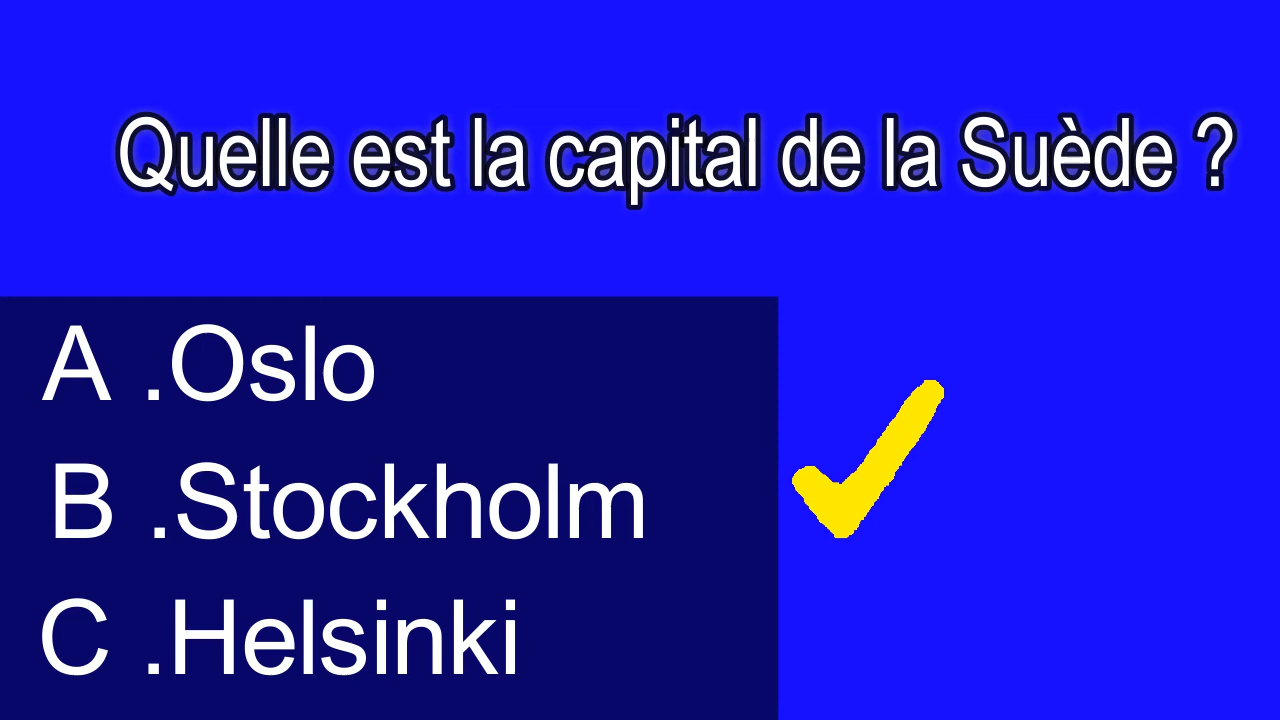 Quelle est la capital de la Suède ?
A .Oslo
B .Stockholm
C .Helsinki